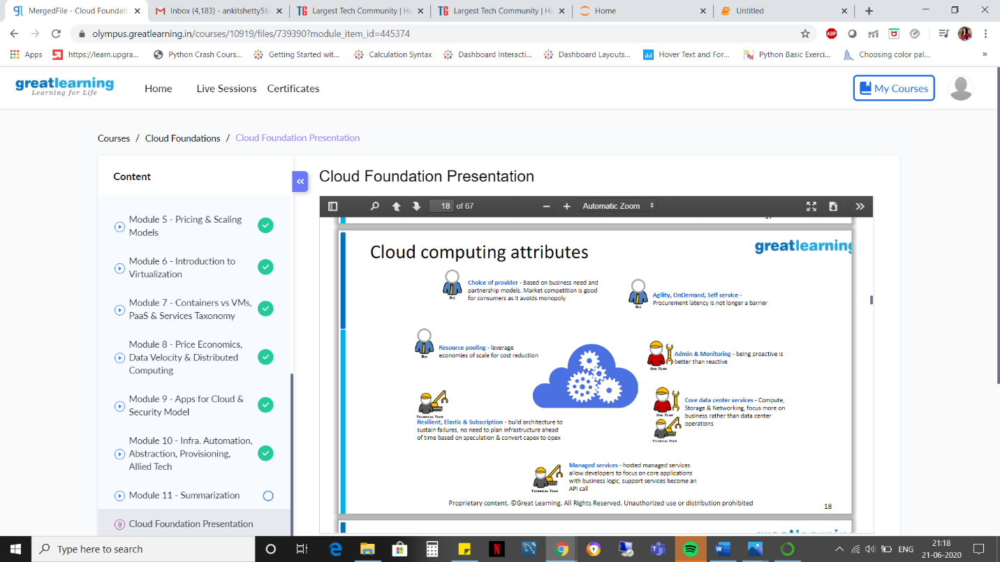 MergedFile - Cloud Foundati
Inbox (4,183) - ankitshetty56
Largest Tech Community | Ha
Largest Tech Community | Ha
Home
Untitled
olympus.greatlearning.in/courses/10919/files/739390?module_item_id=445374
Apps
https://learn.upgra...
Python Crash Cours...
Getting Started wit...
Calculation Syntax
Dashboard Interacti...
Dashboard Layouts...
Hover Text and For...
Python Basic Exerci...
Choosing color pal...
»
greatlearning
Learning for Life
Home
Live Sessions
Certificates
My Courses
Courses / Cloud Foundations / Cloud Foundation Presentation
Content
Module 5 - Pricing & Scaling
Models
Module 6 - Introduction to
Virtualization
Module 7 - Containers vs VMs,
PaaS & Services Taxonomy
Module 8 - Price Economics,
Data Velocity & Distributed
Computing
Module 9 - Apps for Cloud &
Security Model
Module 10 - Infra. Automation,
Abstraction, Provisioning,
Allied Tech
Module 11 - Summarization
Cloud Foundation Presentation
Cloud Foundation Presentation
18 of 67
Automatic Zoom
Cloud computing attributes
greatlearning
Biz
Choice of provider - Based on business need and
partnership models. Market competition is good
for consumers as it avoids monopoly
Biz
Agility, OnDemand, Self service -
Procurement latency is not longer a barrier
Biz
Resource pooling - leverage
economies of scale for cost reduction
Ops Team
Admin & Monitoring - being proactive is
better than reactive
Technical Team
Resilient, Elastic & Subscription - build architecture to
sustain failures, no need to plan infrastructure ahead
of time based on speculation & convert capex to opex
Ops Team
Technical Team
Core data center services - Compute,
Storage & Networking, focus more on
business rather than data center
operations
Technical Team
Managed services - hosted managed services
allow developers to focus on core applications
with business logic, support services become an
API call
Proprietary content. ©Great Learning. All Rights Reserved. Unauthorized use or distribution prohibited
18
Type here to search
ENG
21:18
21-06-2020